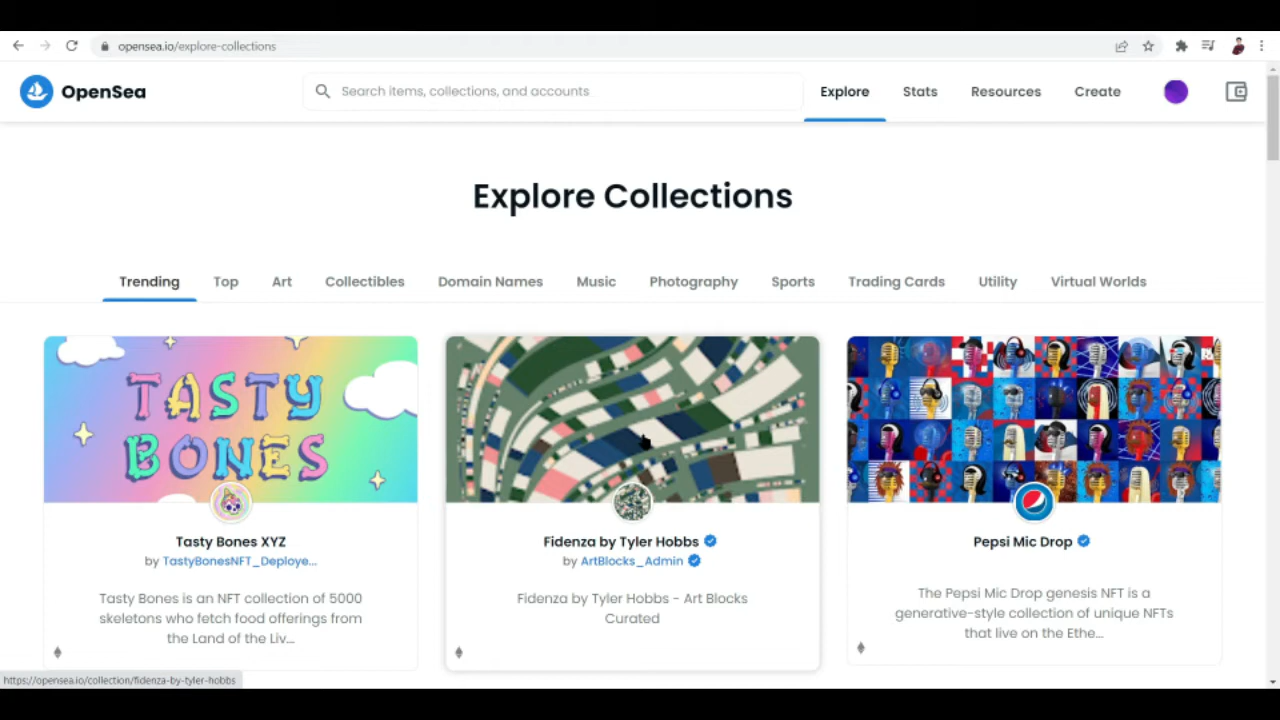 opensea.io/explore-collections
OpenSea
Search items, collections, and accounts
Explore
Stats
Resources
Create
Explore Collections
Trending
Top
Art
Collectibles
Domain Names
Music
Photography
Sports
Trading Cards
Utility
Virtual Worlds
TASTY
BONES
Tasty Bones XYZ
by TastyBonesNFT_Deploye...
Tasty Bones is an NFT collection of 5000
skeletons who fetch food offerings from
the Land of the Liv...
Fidenza by Tyler Hobbs
by ArtBlocks_Admin
Fidenza by Tyler Hobbs - Art Blocks
Curated
Pepsi Mic Drop
The Pepsi Mic Drop genesis NFT is a
generative-style collection of unique NFTs
that live on the Ethe...
https://opensea.io/collection/fidenza-by-tyler-hobbs